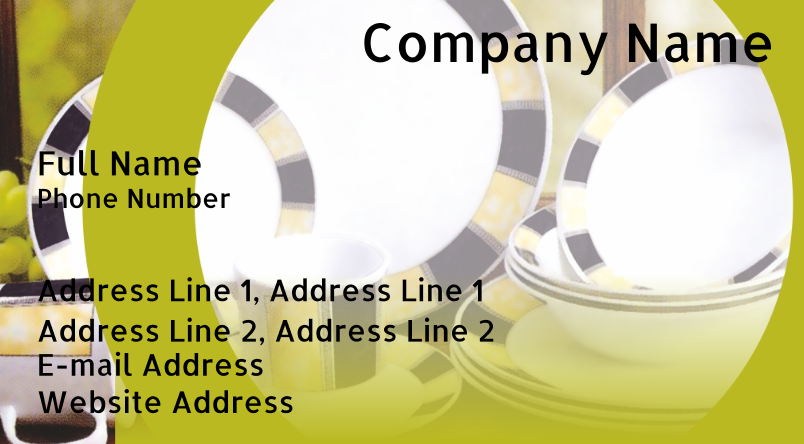 Company Name
Full Name
Phone Number
Address Line 1, Address Line 1
Address Line 2, Address Line 2
E-mail Address
Website Address